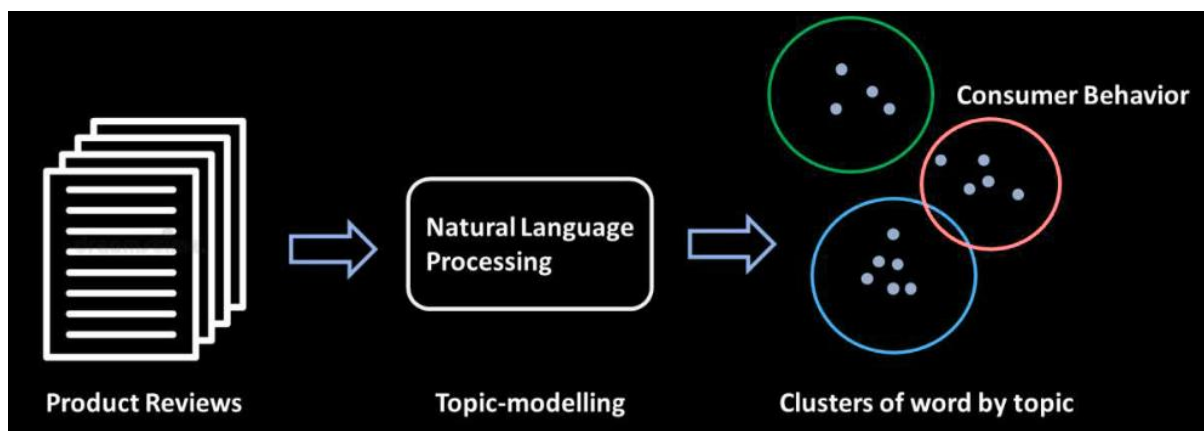 Consumer Behavior
Natural Language
Processing
Product Reviews
Topic-modelling
Clusters of word by topic